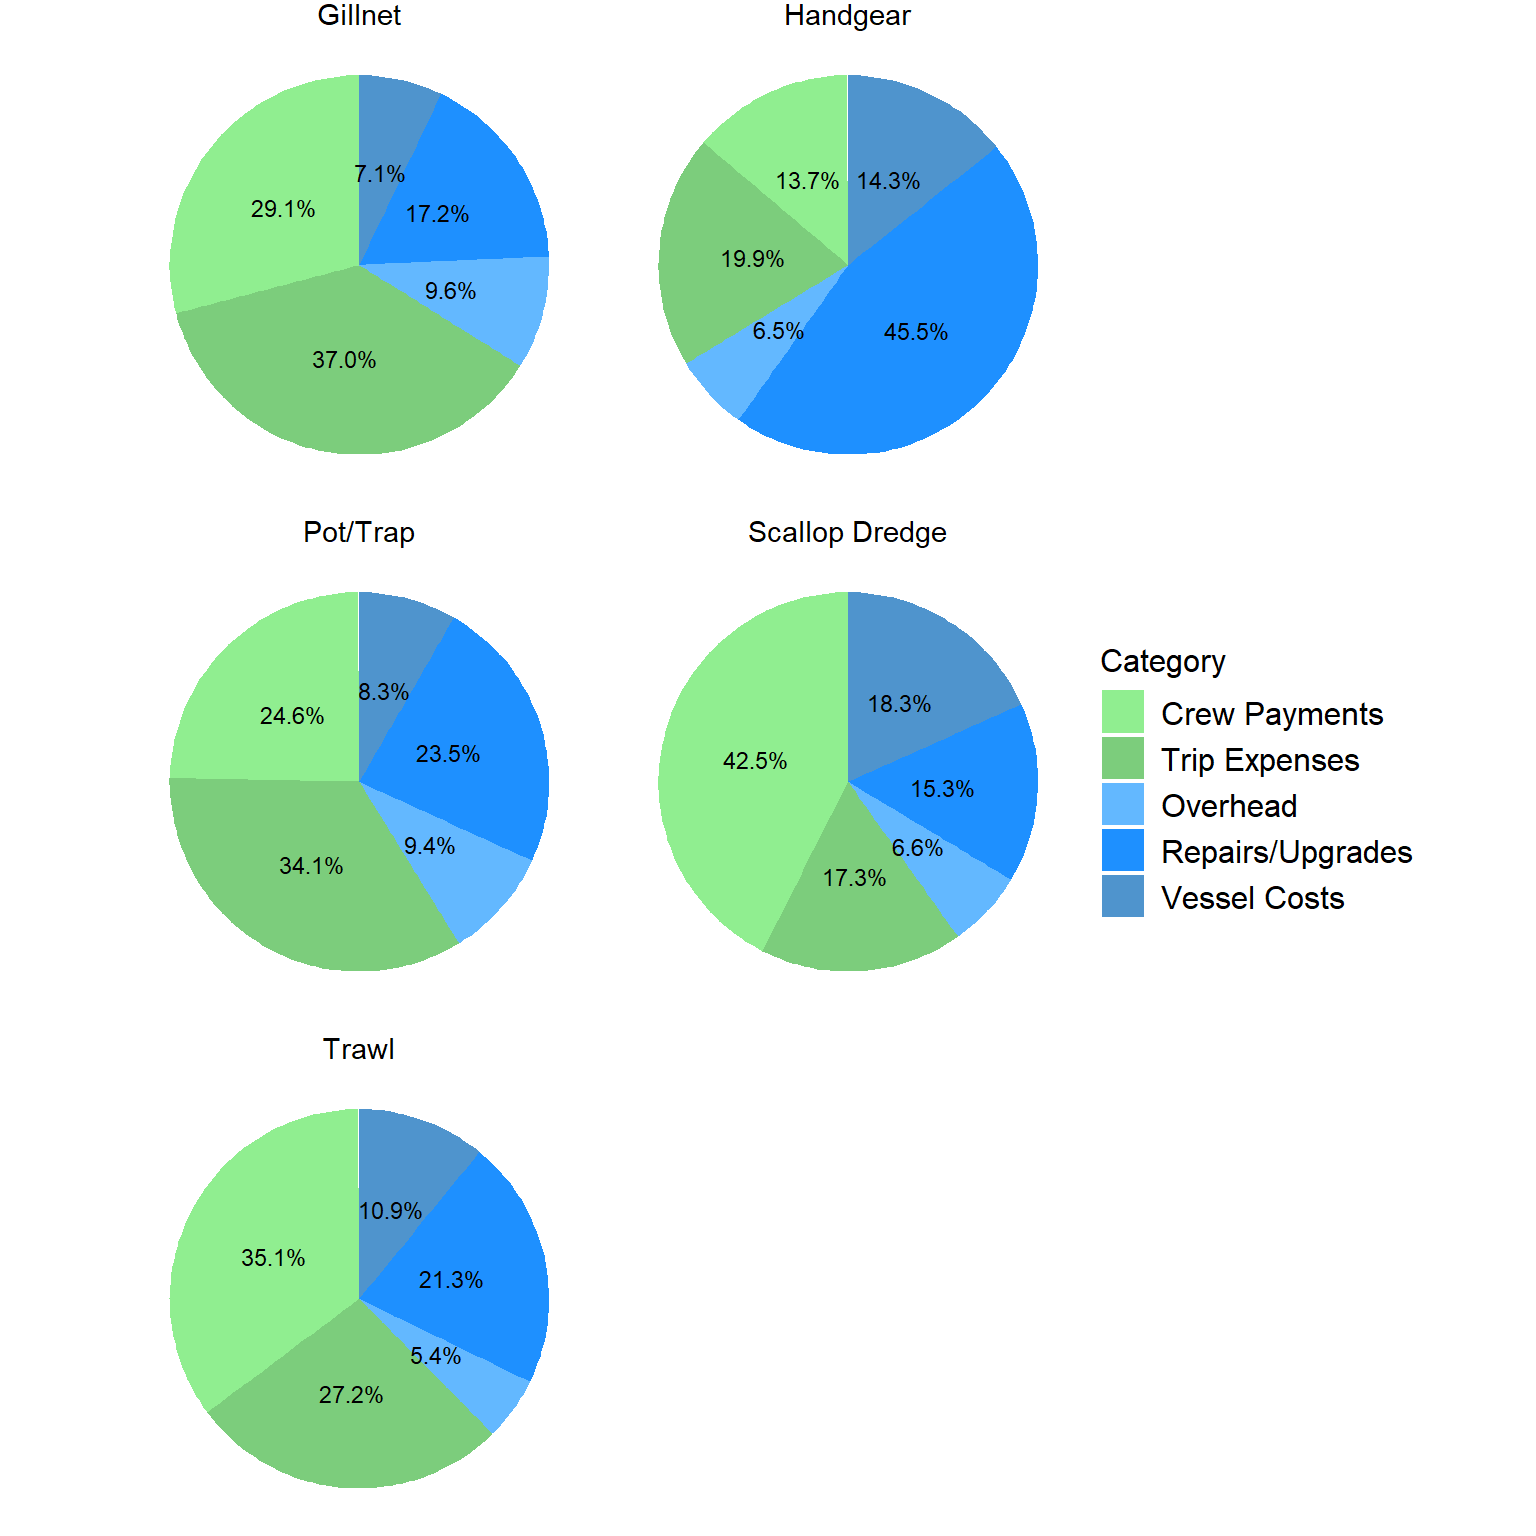 Gillnet
29.1%
7.1%
17.2%
9.6%
37.0%
Handgear
13.7%
14.3%
19.9%
6.5%
45.5%
Pot/Trap
24.6%
8.3%
23.5%
9.4%
34.1%
Scallop Dredge
42.5%
18.3%
15.3%
6.6%
17.3%
Category
Crew Payments
Trip Expenses
Overhead
Repairs/Upgrades
Vessel Costs
Trawl
35.1%
10.9%
21.3%
5.4%
27.2%